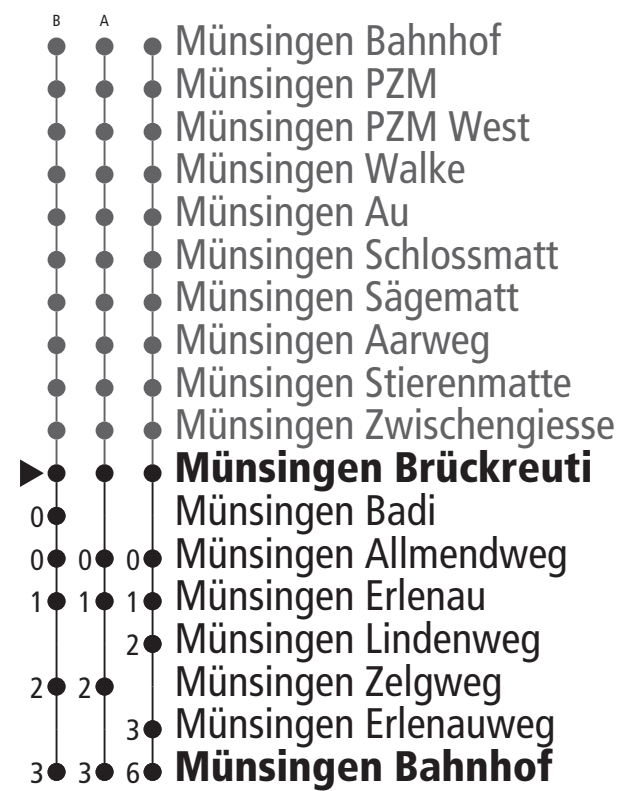 B A
Münsingen Bahnhof
Münsingen PZM
Münsingen PZM West
Münsingen Walke
Münsingen Au
Münsingen Schlossmatt
Münsingen Sägematt
Münsingen Aarweg
Münsingen Stierenmatte
Münsingen Zwischengiesse
Münsingen Brückreuti
0 Münsingen Badi
0 0 0 Münsingen Allmendweg
1 1 1 Münsingen Erlenau
2 Münsingen Lindenweg
2 2 Münsingen Zelgweg
3 Münsingen Erlenauweg
3 3 6 Münsingen Bahnhof